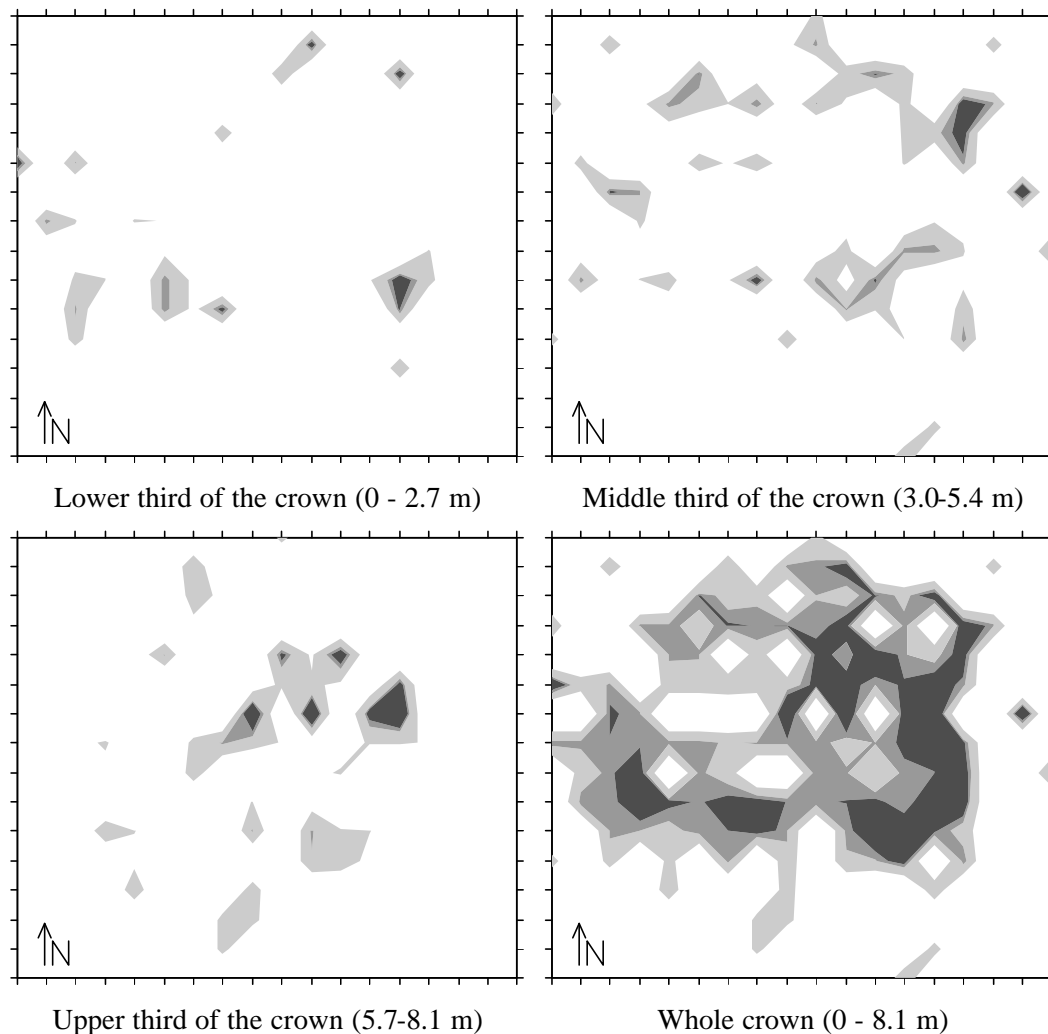 N
Lower third of the crown (0 - 2.7 m)
N
Middle third of the crown (3.0-5.4 m)
N
Upper third of the crown (5.7-8.1 m)
N
Whole crown (0 - 8.1 m)